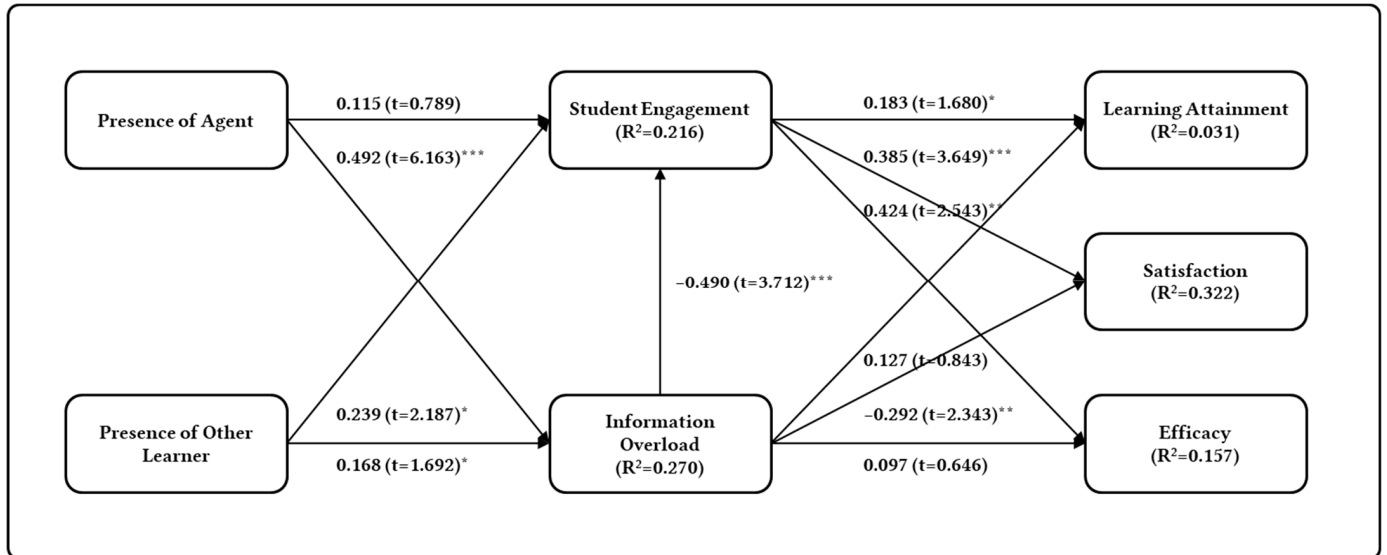 Presence of Agent
0.115 (t=0.789)
0.492 (t=6.163)***
Student Engagement
(R²=0.216)
0.183 (t=1.680)*
0.385 (t=3.649)***
0.424 (t=2.543)**
Learning Attainment
(R²=0.031)
−0.490 (t=3.712)***
Satisfaction
(R²=0.322)
Presence of Other
Learner
0.239 (t=2.187)*
0.168 (t=1.692)*
Information
Overload
(R²=0.270)
0.127 (t=0.843)
−0.292 (t=2.343)**
0.097 (t=0.646)
Efficacy
(R²=0.157)